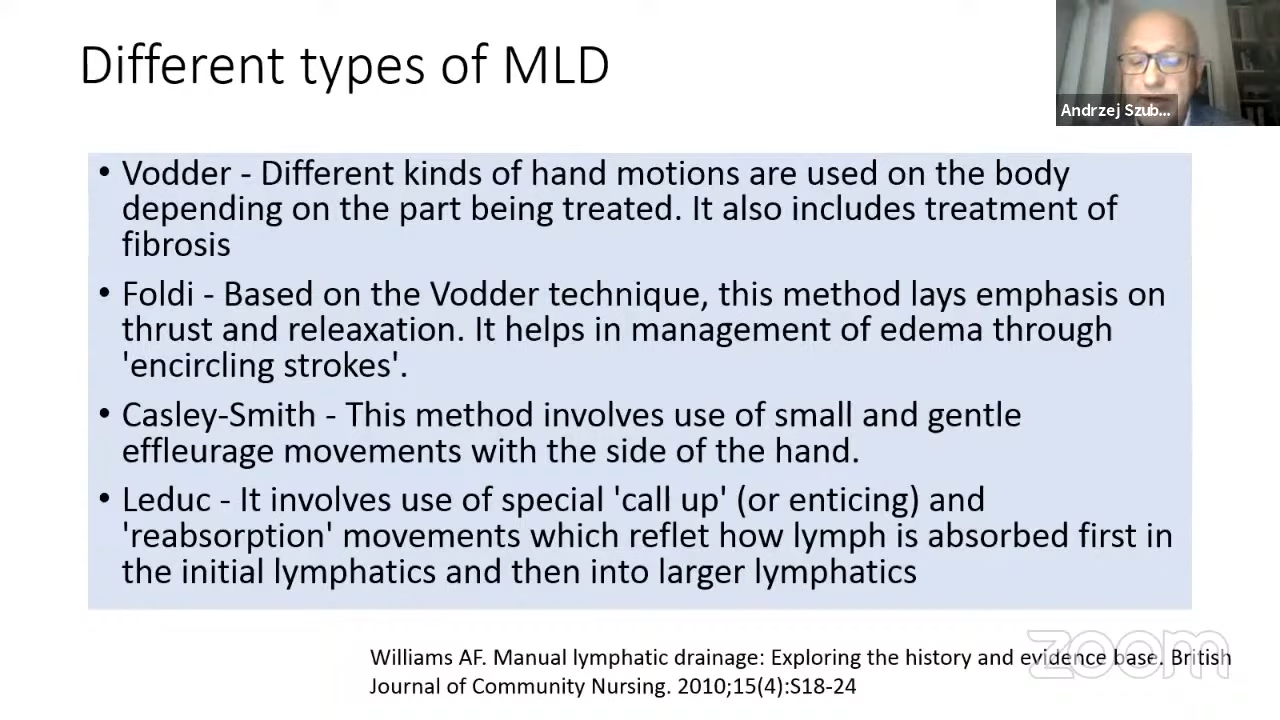 Different types of MLD
Andrzej Szub...
• Vodder - Different kinds of hand motions are used on the body
depending on the part being treated. It also includes treatment of
fibrosis
• Foldi - Based on the Vodder technique, this method lays emphasis on
thrust and releaxation. It helps in management of edema through
'encircling strokes'.
• Casley-Smith - This method involves use of small and gentle
effleurage movements with the side of the hand.
• Leduc - It involves use of special 'call up' (or enticing) and
'reabsorption' movements which reflet how lymph is absorbed first in
the initial lymphatics and then into larger lymphatics
zoom
Williams AF. Manual lymphatic drainage: Exploring the history and evidence base. British
Journal of Community Nursing. 2010;15(4):S18-24